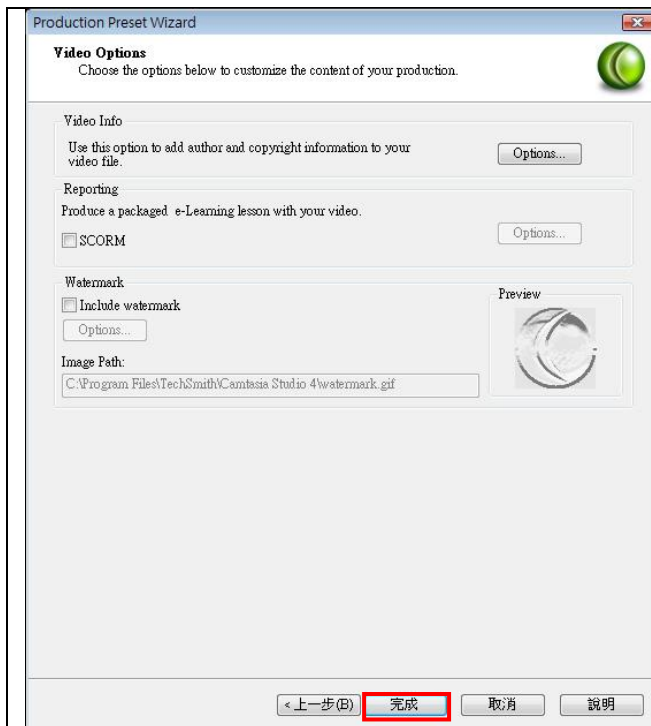 Production Preset Wizard
Video Options
Choose the options below to customize the content of your production.
Video Info
Use this option to add author and copyright information to your
video file.
Options...
Reporting
Produce a packaged e-Learning lesson with your video.
SCORM
Options...
Watermark
Include watermark
Options...
Preview
Image Path:
C:\Program Files\TechSmith\Camtasia Studio 4\watermark.gif
<上一步(B)
完成
取消
說明